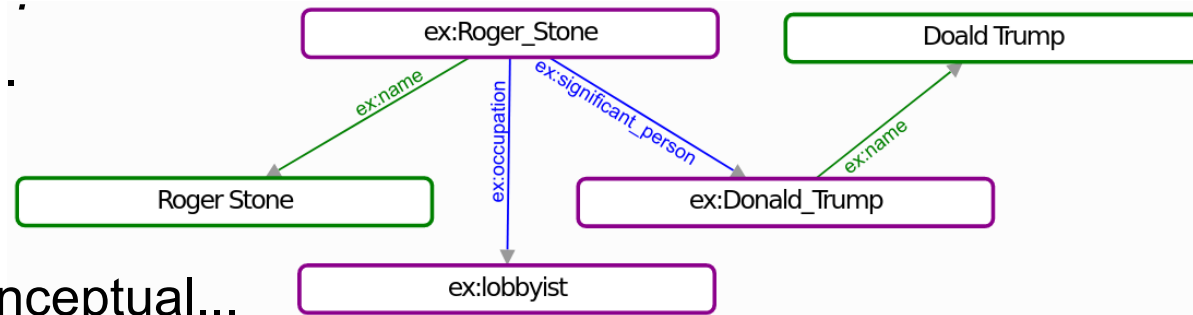 ,
.
ex:Roger_Stone
Doald Trump
ex:name
ex:occupation
ex:significant_person
ex:name
Roger Stone
ex:Donald_Trump
ex:lobbyist
nceptual...